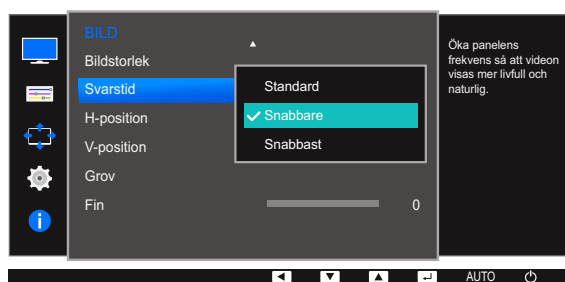 BILD
Bildstorlek
Svarstid
H-position
V-position
Grov
Fin
Standard
Snabbare
Snabbast
0
Öka panelens
frekvens så att videon
visas mer livfull och
naturlig.
AUTO